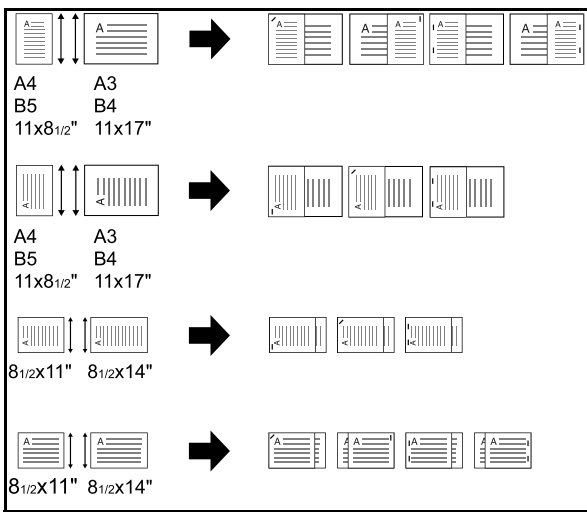 A A A A A A
A4 A3
B5 B4
11x81/2" 11x17"
A A A A A
A4 A3
B5 B4
11x81/2" 11x17"
A A A A A
81/2x11" 81/2x14"
A A A A A A A A
81/2x11" 81/2x14"